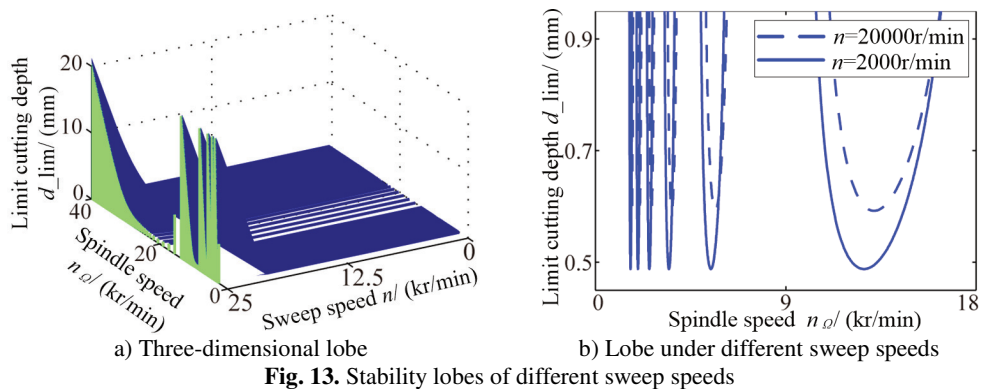 Limit cutting depth
d_lim/ (mm)
20
10
0
40
20
0
Spindle speed
n_Ω/ (kr/min)
25
12.5
0
Sweep speed n/ (kr/min)
a) Three-dimensional lobe
Limit cutting depth d_lim/ (mm)
0.9
0.7
0.5
n=20000r/min
n=2000r/min
0
9
18
Spindle speed n_Ω/ (kr/min)
b) Lobe under different sweep speeds
Fig. 13. Stability lobes of different sweep speeds